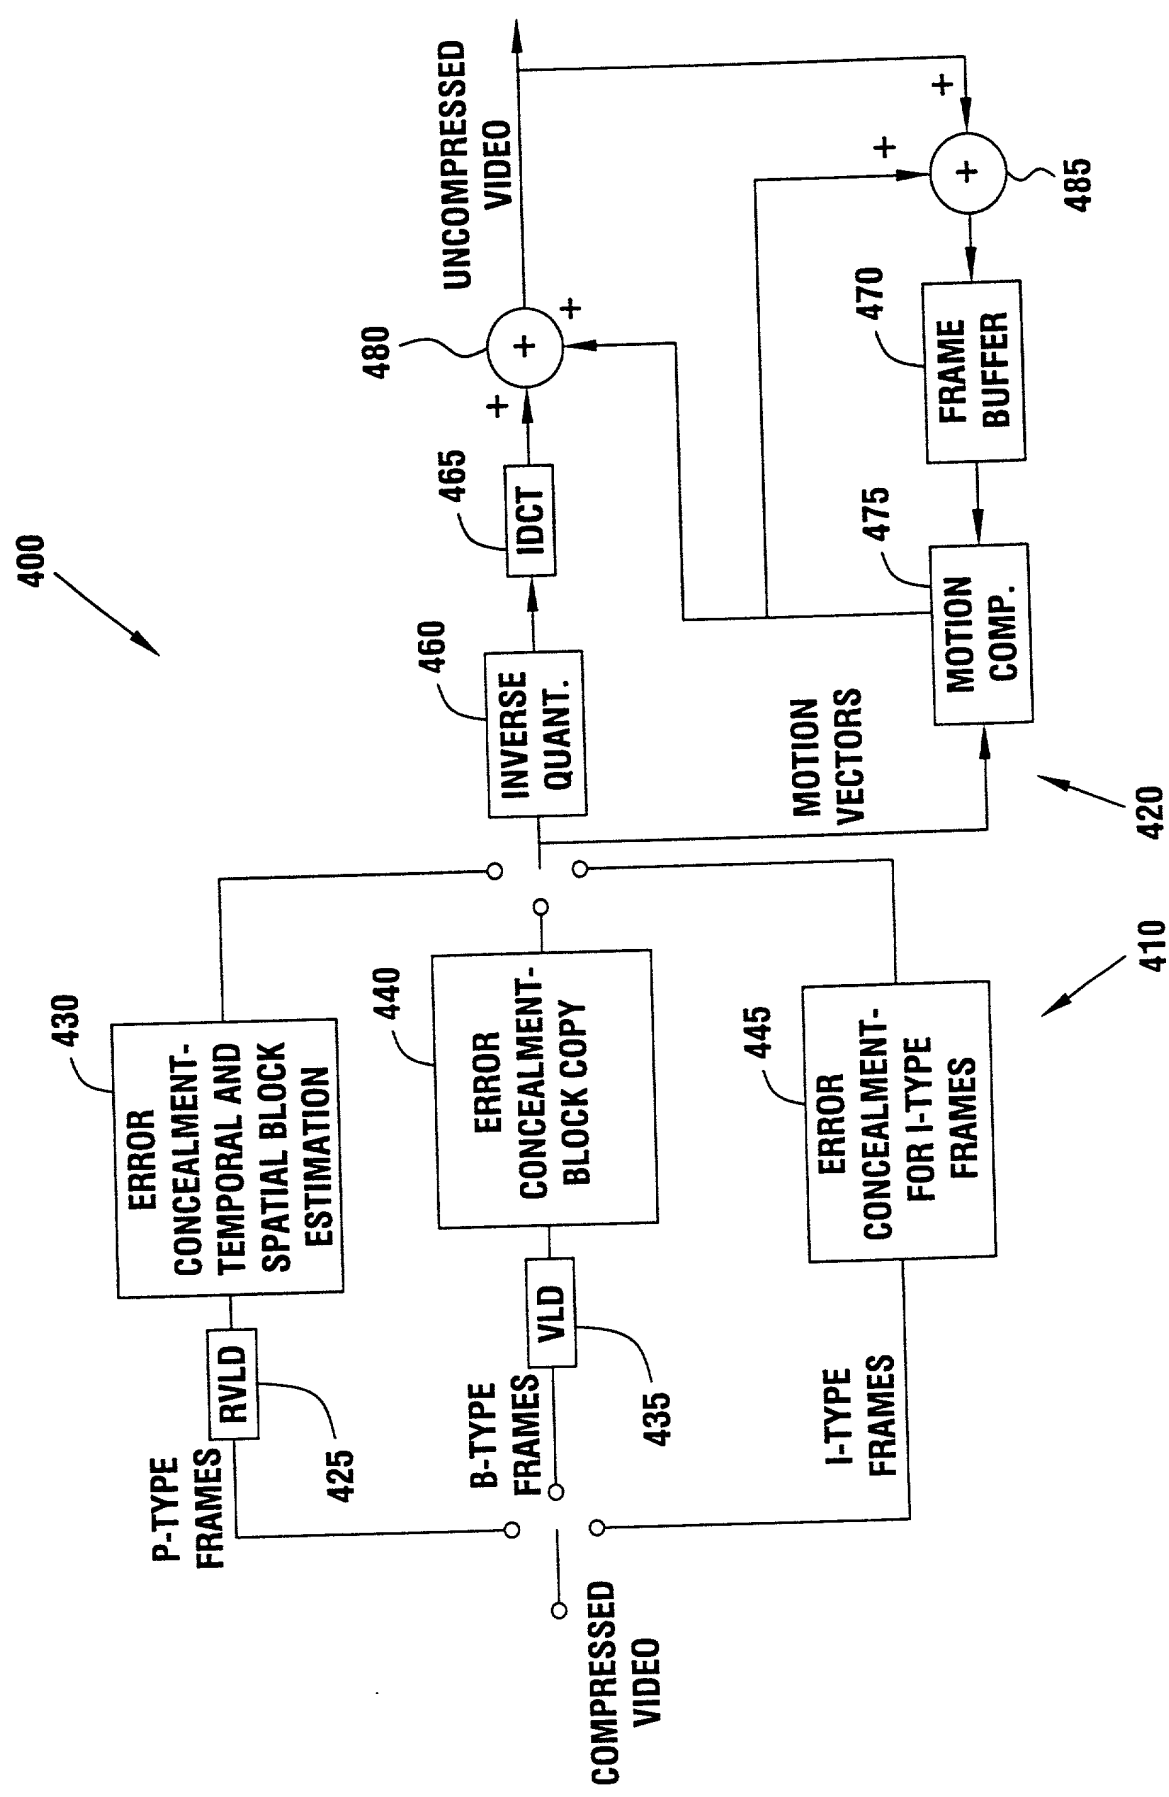 400
COMPRESSED
VIDEO
P-TYPE
FRAMES
RVLD
425
ERROR
CONCEALMENT-
TEMPORAL AND
SPATIAL BLOCK
ESTIMATION
430
B-TYPE
FRAMES
VLD
435
ERROR
CONCEALMENT-
BLOCK COPY
440
I-TYPE
FRAMES
ERROR
CONCEALMENT-
FOR I-TYPE
FRAMES
445
410
INVERSE
QUANT.
460
IDCT
465
+
+
+
480
UNCOMPRESSED
VIDEO
MOTION
VECTORS
MOTION
COMP.
475
FRAME
BUFFER
470
+
+
+
485
420